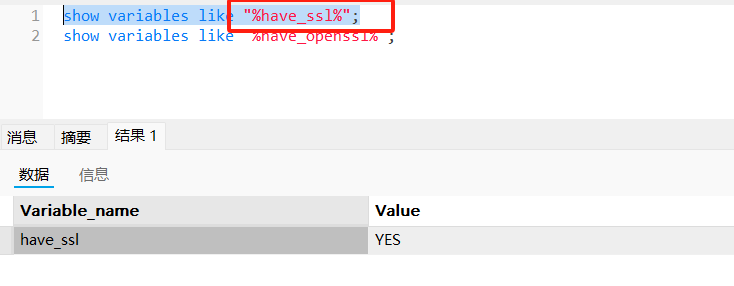 1 show variables like "%have_ssl%";
2 show variables like "%have_openssl%";
消息 摘要 结果 1
数据 信息
Variable_name Value
have_ssl YES